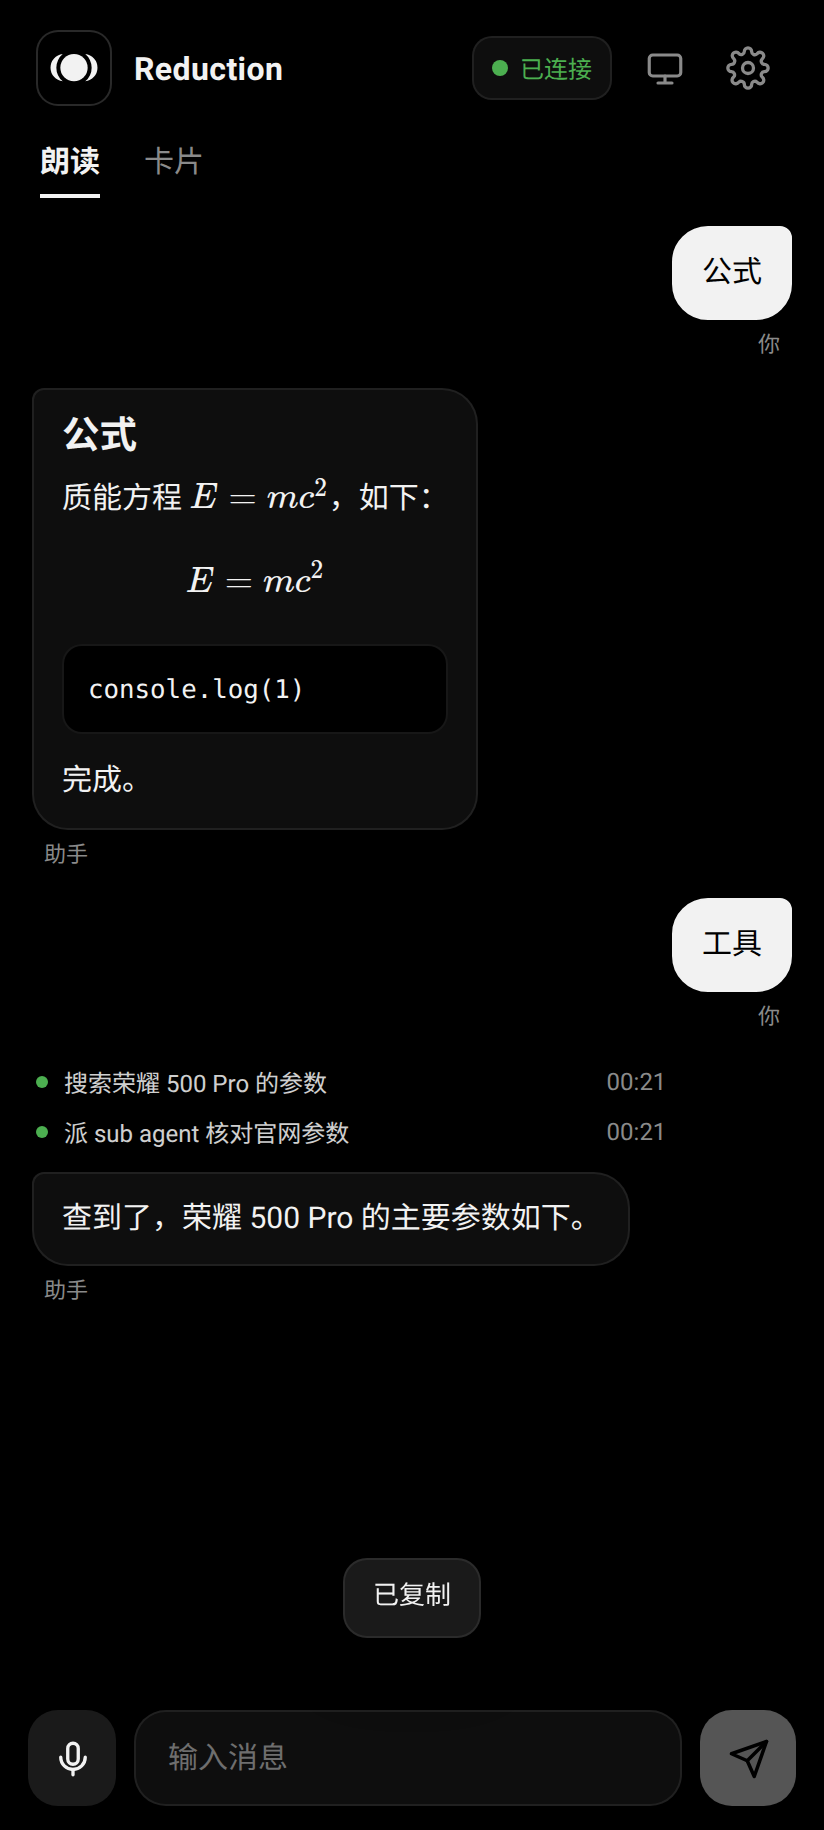 Reduction
已连接
朗读 卡片
公式
你
公式
质能方程 E = mc²，如下：
E = mc²
console.log(1)
完成。
助手
工具
你
搜索荣耀 500 Pro 的参数 00:21
派 sub agent 核对官网参数 00:21
查到了，荣耀 500 Pro 的主要参数如下。
助手
已复制
输入消息